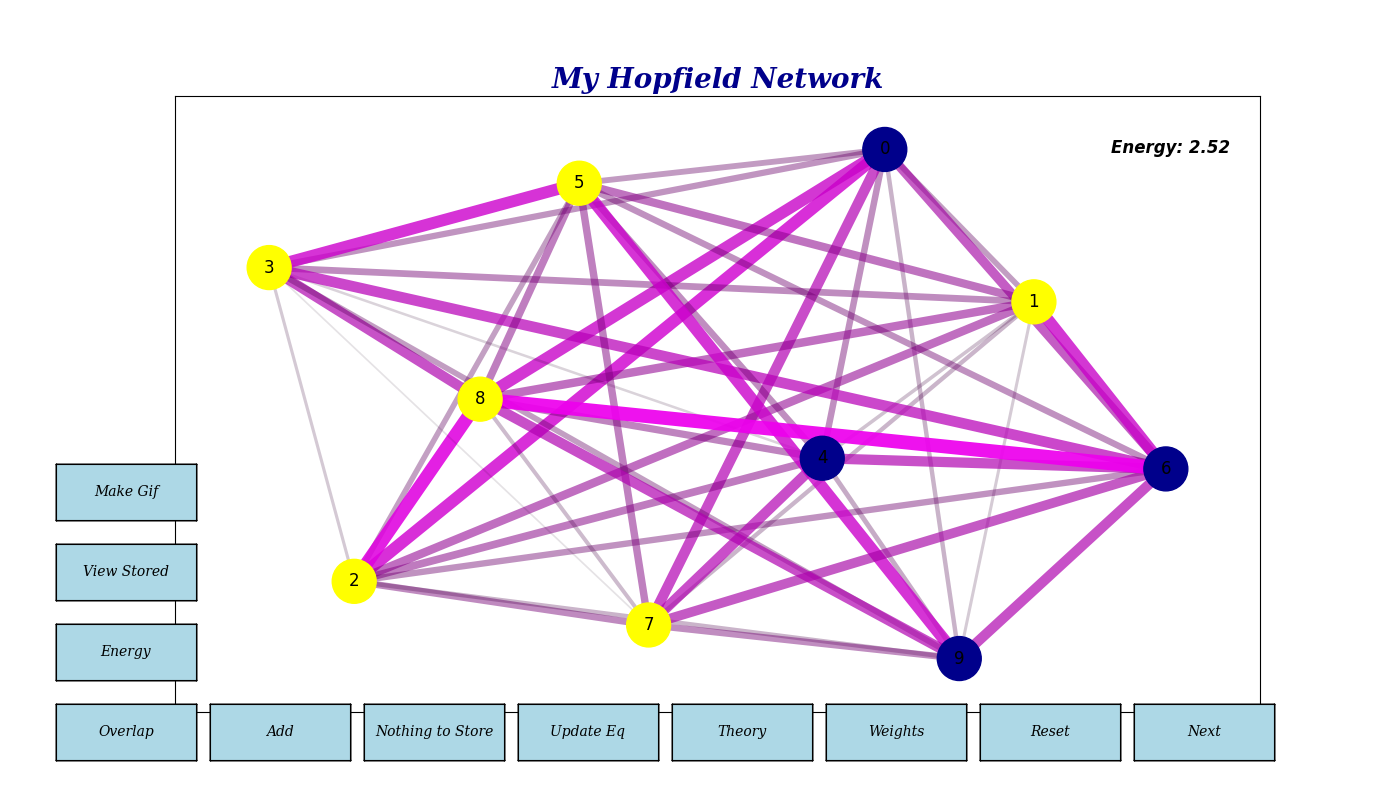 My Hopfield Network
Energy: 2.52
0
5
3
1
8
4
6
2
7
9
Make Gif
View Stored
Energy
Overlap
Add
Nothing to Store
Update Eq
Theory
Weights
Reset
Next